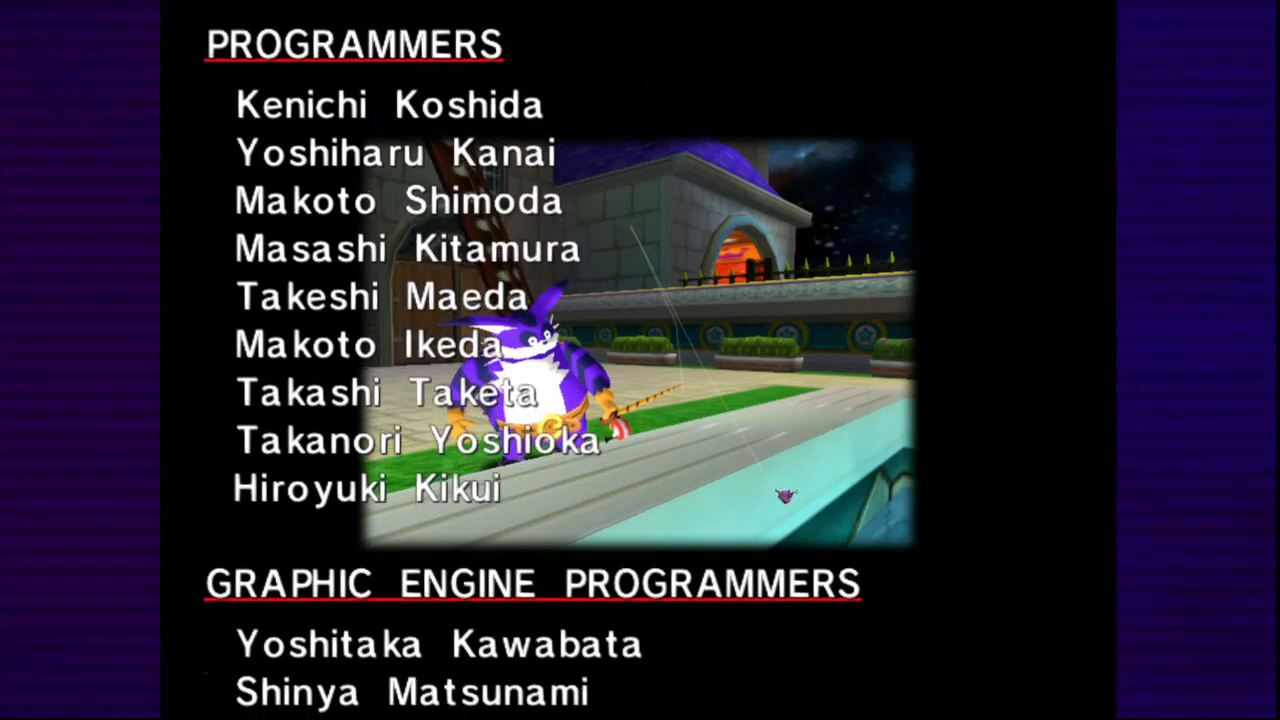 PROGRAMMERS
Kenichi Koshida
Yoshiharu Kanai
Makoto Shimoda
Masashi Kitamura
Takeshi Maeda
Makoto Ikeda
Takashi Taketa
Takanori Yoshioka
Hiroyuki Kikui
GRAPHIC ENGINE PROGRAMMERS
Yoshitaka Kawabata
Shinya Matsunami